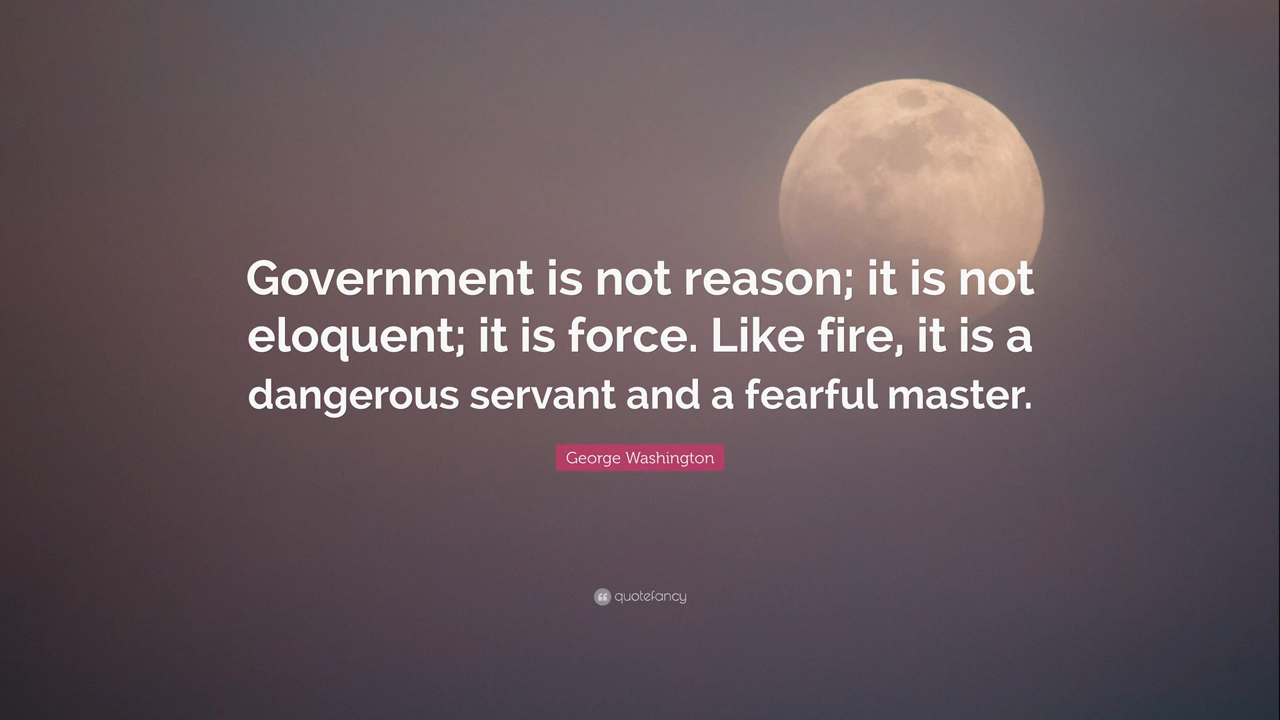 Government is not reason; it is not
eloquent; it is force. Like fire, it is a
dangerous servant and a fearful master.
George Washington
quotefancy